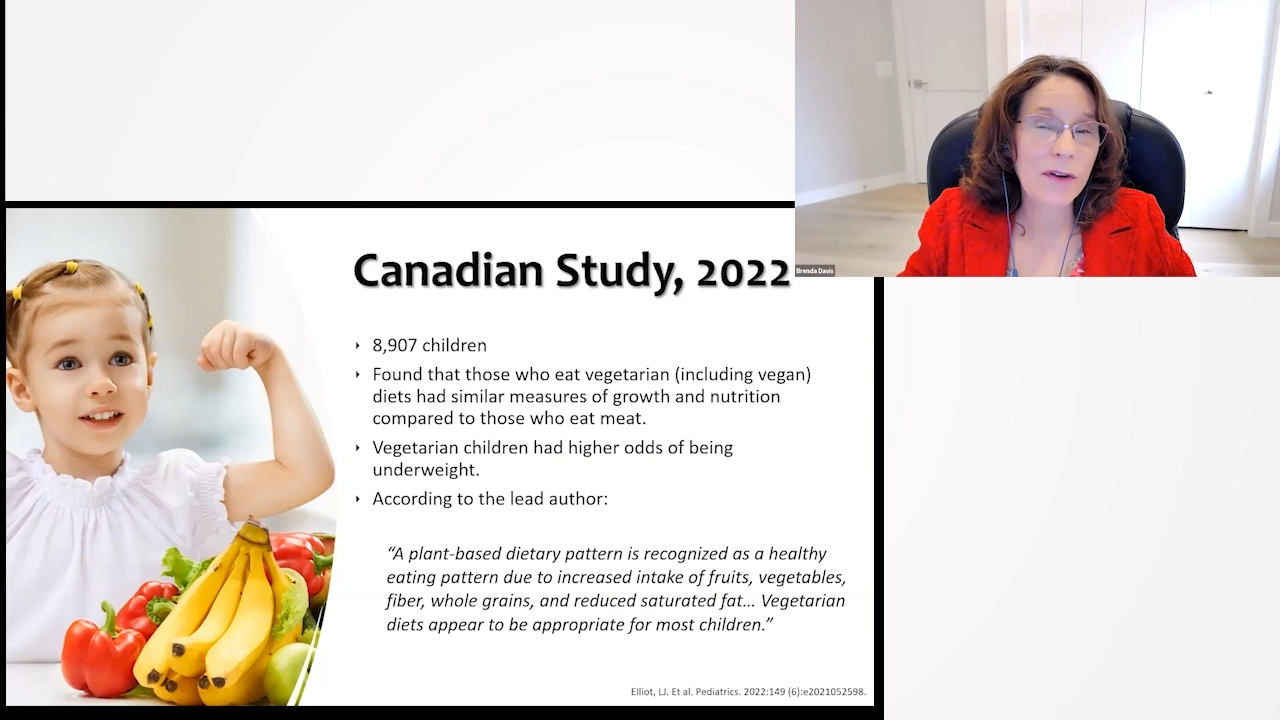 Brenda Davis
Canadian Study, 2022
8,907 children
Found that those who eat vegetarian (including vegan)
diets had similar measures of growth and nutrition
compared to those who eat meat.
Vegetarian children had higher odds of being
underweight.
According to the lead author:
“A plant-based dietary pattern is recognized as a healthy
eating pattern due to increased intake of fruits, vegetables,
fiber, whole grains, and reduced saturated fat... Vegetarian
diets appear to be appropriate for most children.”
Elliot, LJ. Et al. Pediatrics. 2022:149 (6):e2021052598.